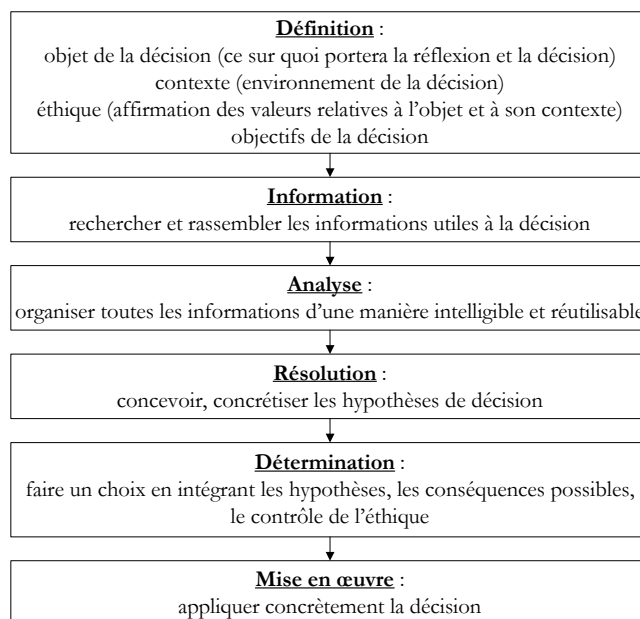 Définition :
objet de la décision (ce sur quoi portera la réflexion et la décision)
contexte (environnement de la décision)
éthique (affirmation des valeurs relatives à l'objet et à son contexte)
objectifs de la décision
Information :
rechercher et rassembler les informations utiles à la décision
Analyse :
organiser toutes les informations d'une manière intelligible et réutilisable
Résolution :
concevoir, concrétiser les hypothèses de décision
Détermination :
faire un choix en intégrant les hypothèses, les conséquences possibles,
le contrôle de l'éthique
Mise en œuvre :
appliquer concrètement la décision